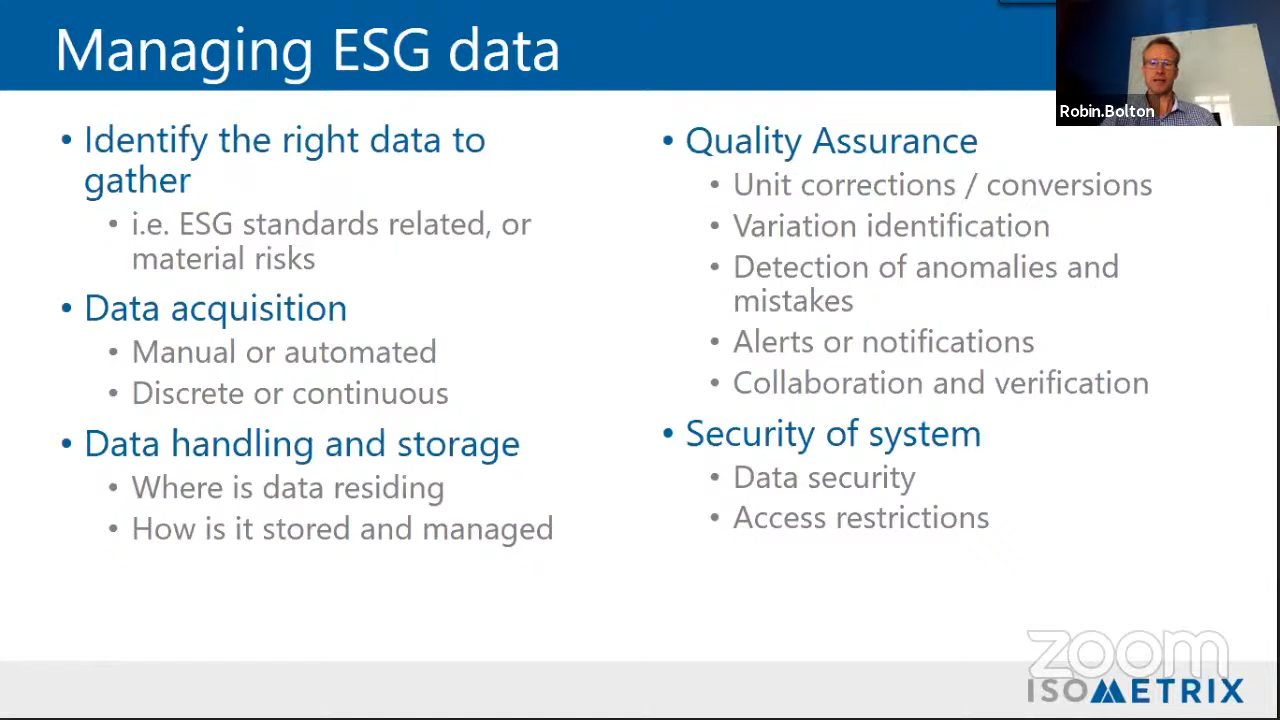 Managing ESG data
Robin.Bolton
• Identify the right data to
gather
• i.e. ESG standards related, or
material risks
• Data acquisition
• Manual or automated
• Discrete or continuous
• Data handling and storage
• Where is data residing
• How is it stored and managed
• Quality Assurance
• Unit corrections / conversions
• Variation identification
• Detection of anomalies and
mistakes
• Alerts or notifications
• Collaboration and verification
• Security of system
• Data security
• Access restrictions
zoom
ISOMETRIX